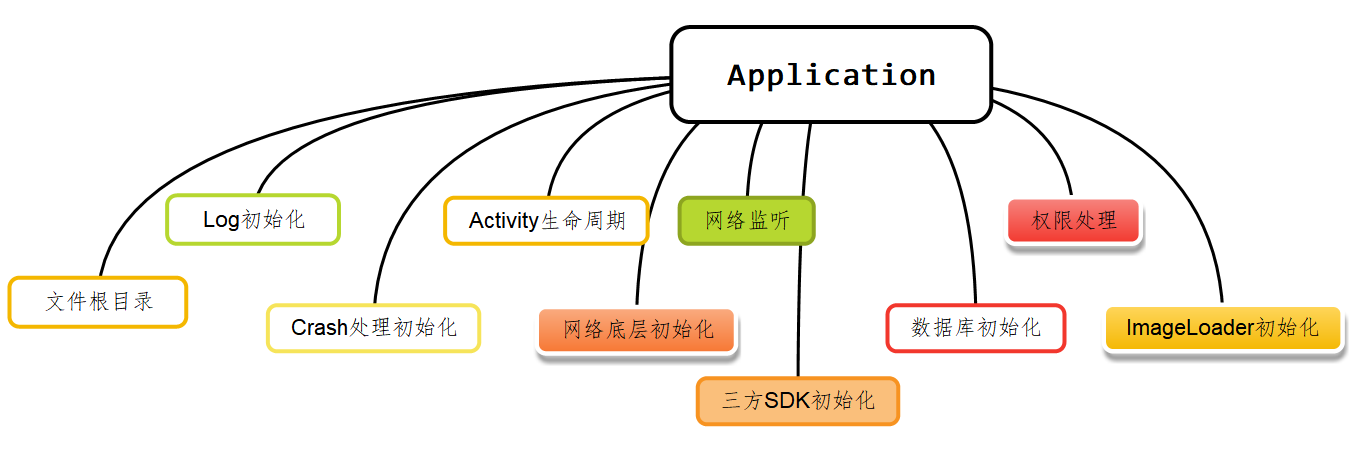 Application
Log初始化
Activity生命周期
网络监听
权限处理
文件根目录
Crash处理初始化
网络底层初始化
数据库初始化
ImageLoader初始化
三方SDK初始化